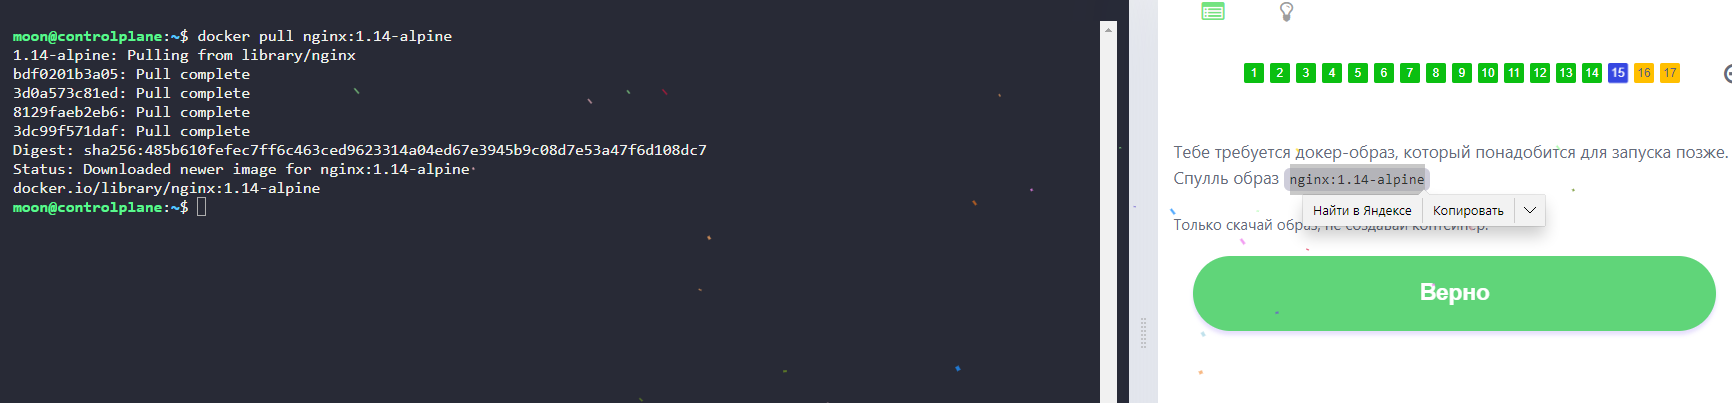 moon@controlplane:~$ docker pull nginx:1.14-alpine
1.14-alpine: Pulling from library/nginx
bdf0201b3a05: Pull complete
3d0a573c81ed: Pull complete
8129faeb2eb6: Pull complete
3dc99f571daf: Pull complete
Digest: sha256:485b610fefec7ff6c463ced9623314a04ed67e3945b9c08d7e53a47f6d108dc7
Status: Downloaded newer image for nginx:1.14-alpine
docker.io/library/nginx:1.14-alpine
moon@controlplane:~$
1 2 3 4 5 6 7 8 9 10 11 12 13 14 15 16 17
Тебе требуется докер-образ, который понадобится для запуска позже.
Спулль образ nginx:1.14-alpine
Найти в Яндексе Копировать
Только скачай образ, не создавай контейнер.
Верно